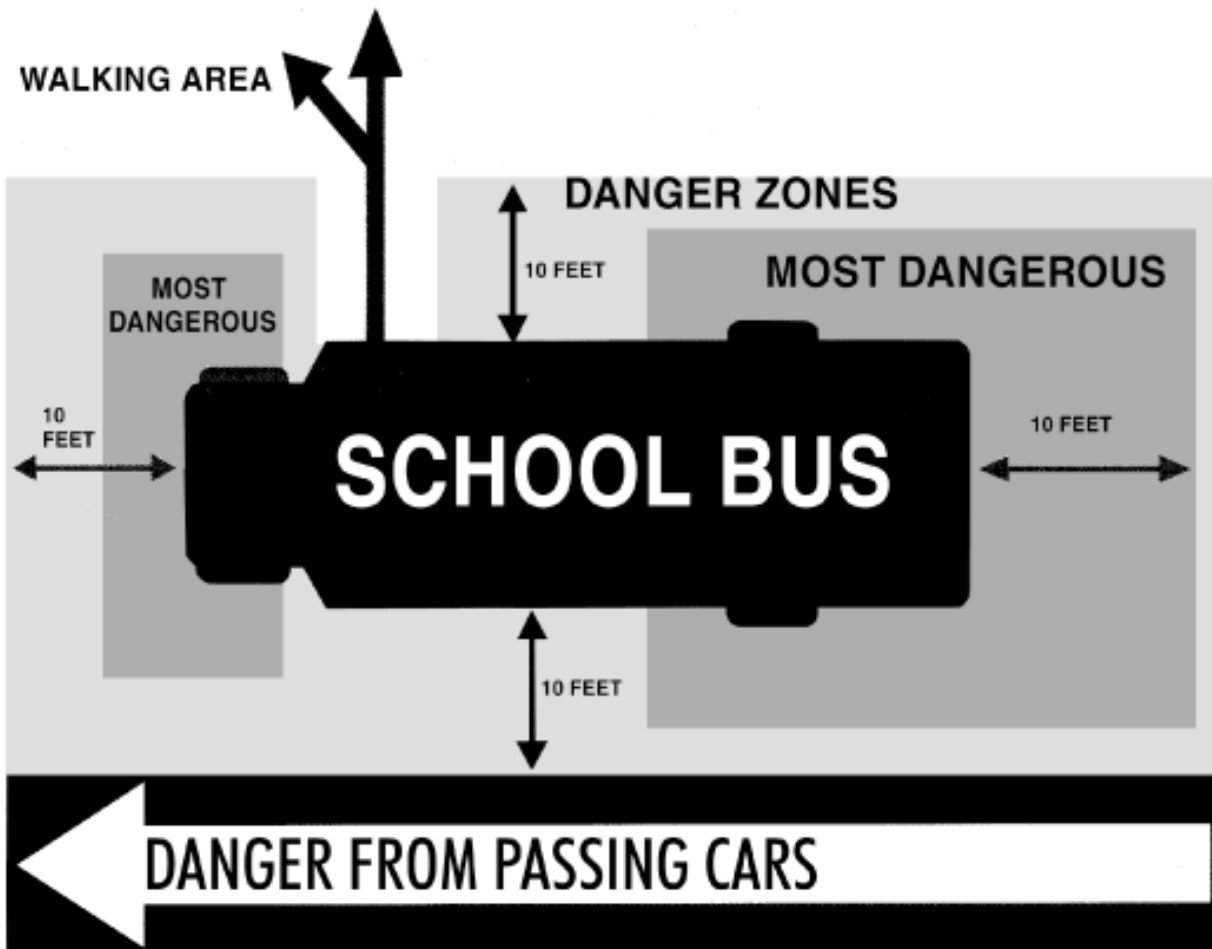 WALKING AREA
DANGER ZONES
10 FEET
MOST DANGEROUS
MOST
DANGEROUS
10
FEET
SCHOOL BUS
10 FEET
10 FEET
DANGER FROM PASSING CARS